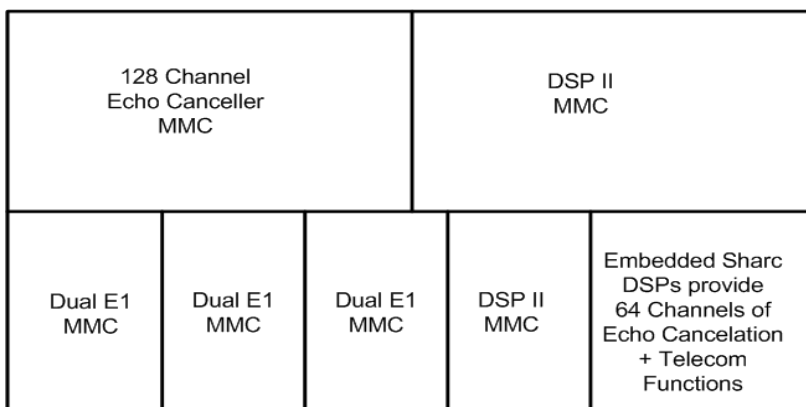 128 Channel
Echo Canceller
MMC
DSP II
MMC
Dual E1
MMC
Dual E1
MMC
Dual E1
MMC
DSP II
MMC
Embedded Sharc
DSPs provide
64 Channels of
Echo Cancelation
+ Telecom
Functions